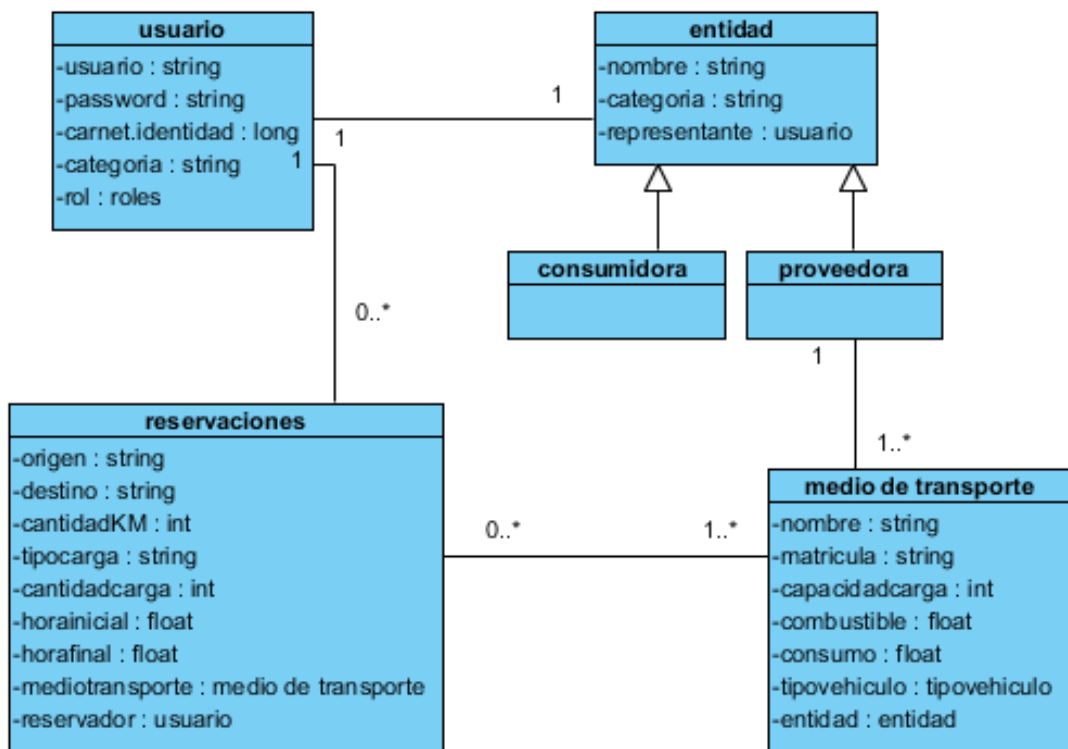 usuario
-usuario : string
-password : string
-carnet.identidad : long
-categoria : string
-rol : roles
entidad
-nombre : string
-categoria : string
-representante : usuario
1
1
1
consumidora
proveedora
0..*
1
1..*
reservaciones
-origen : string
-destino : string
-cantidadKM : int
-tipocarga : string
-cantidadcarga : int
-horainicial : float
-horafinal : float
-mediotransporte : medio de transporte
-reservador : usuario
0..*
1..*
medio de transporte
-nombre : string
-matricula : string
-capacidadcarga : int
-combustible : float
-consumo : float
-tipovehiculo : tipovehiculo
-entidad : entidad